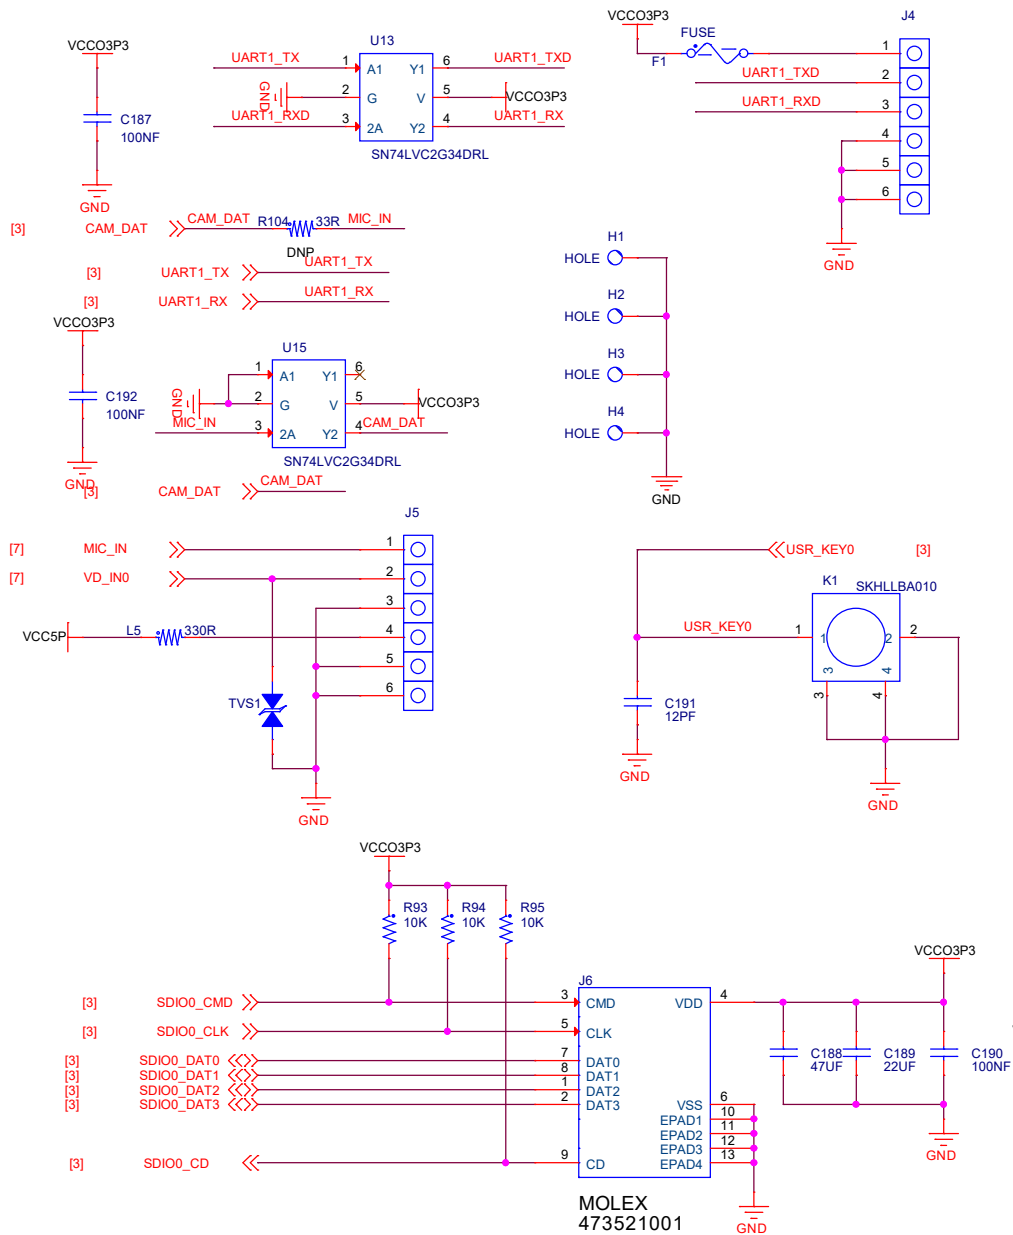 VCCO3P3
C187
100NF
GND
U13
UART1_TX
1
A1
Y1
6
UART1_TXD
GND
2
G
V
5
VCCO3P3
UART1_RXD
3
2A
Y2
4
UART1_RX
SN74LVC2G34DRL
VCCO3P3
FUSE
F1
J4
1
UART1_TXD
2
UART1_RXD
3
4
5
6
GND
[3]
CAM_DAT
CAM_DAT
R104
33R
MIC_IN
DNP
[3]
UART1_TX
UART1_TX
[3]
UART1_RX
UART1_RX
H1
HOLE
H2
HOLE
H3
HOLE
H4
HOLE
GND
VCCO3P3
C192
100NF
GND
U15
1
A1
Y1
6
GND
2
G
V
5
VCCO3P3
MIC_IN
3
2A
Y2
4
CAM_DAT
SN74LVC2G34DRL
[3]
CAM_DAT
CAM_DAT
J5
[7]
MIC_IN
1
[7]
VD_IN0
2
3
VCC5P
L5
330R
4
5
6
TVS1
GND
USR_KEY0
[3]
K1
SKHLLBA010
USR_KEY0
1
1
2
2
3
4
3
4
C191
12PF
GND
GND
VCCO3P3
R93
10K
R94
10K
R95
10K
J6
[3]
SDIO0_CMD
3
CMD
VDD
4
[3]
SDIO0_CLK
5
CLK
[3]
SDIO0_DAT0
7
DAT0
[3]
SDIO0_DAT1
8
DAT1
[3]
SDIO0_DAT2
1
DAT2
[3]
SDIO0_DAT3
2
DAT3
VSS
6
EPAD1
10
EPAD2
11
EPAD3
12
EPAD4
13
[3]
SDIO0_CD
9
CD
MOLEX
473521001
GND
VCCO3P3
C188
47UF
C189
22UF
C190
100NF
GND